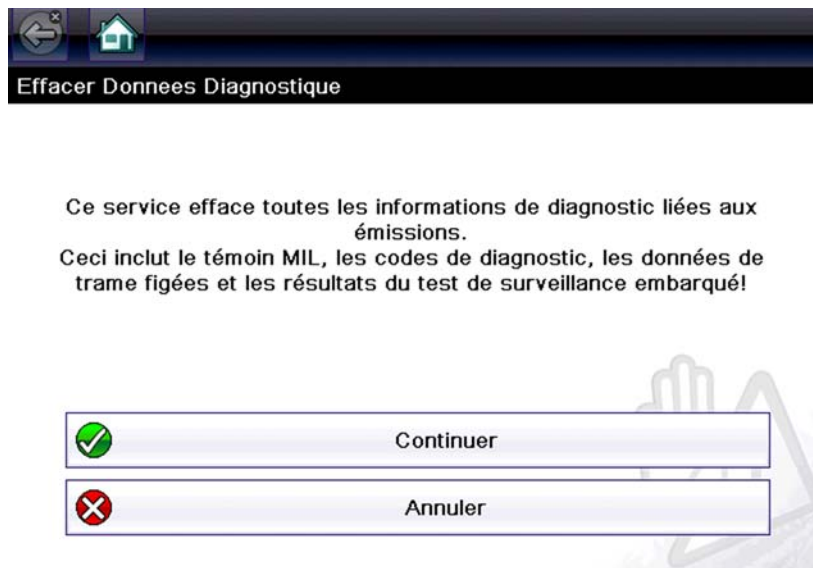 Effacer Donnees Diagnostique
Ce service efface toutes les informations de diagnostic liées aux
émissions.
Ceci inclut le témoin MIL, les codes de diagnostic, les données de
trame figées et les résultats du test de surveillance embarqué!
Continuer
Annuler